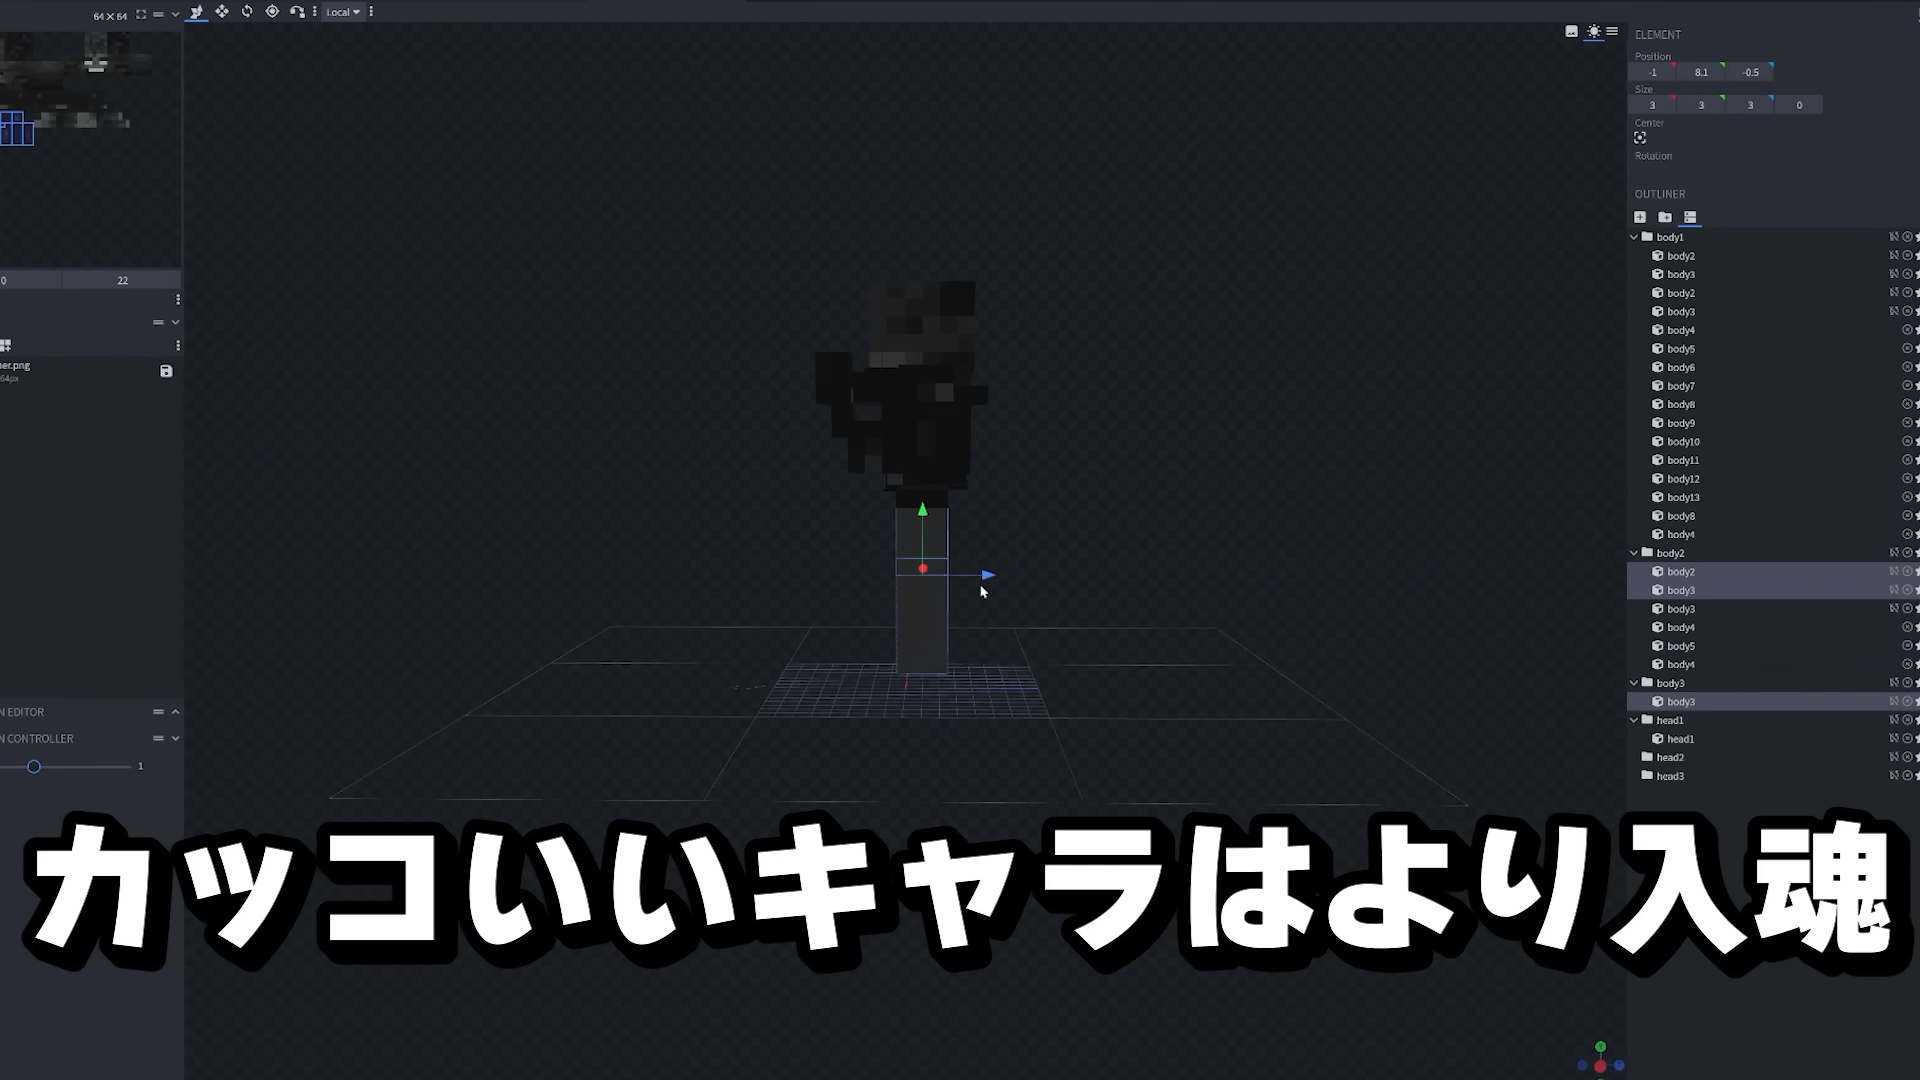 64×64
Local
ELEMENT
Position
-1 8.1 -0.5
Size
3 3 3 0
Center
Rotation
OUTLINER
body1
body2
body3
body2
body3
body4
body5
body6
body7
body8
body9
body10
body11
body12
body13
body8
body4
body2
body2
body3
body3
body4
body5
body4
body3
body3
head1
head1
head2
head3
0 22
er.png
64px
N EDITOR
N CONTROLLER
1
カッコいいキャラはより入魂